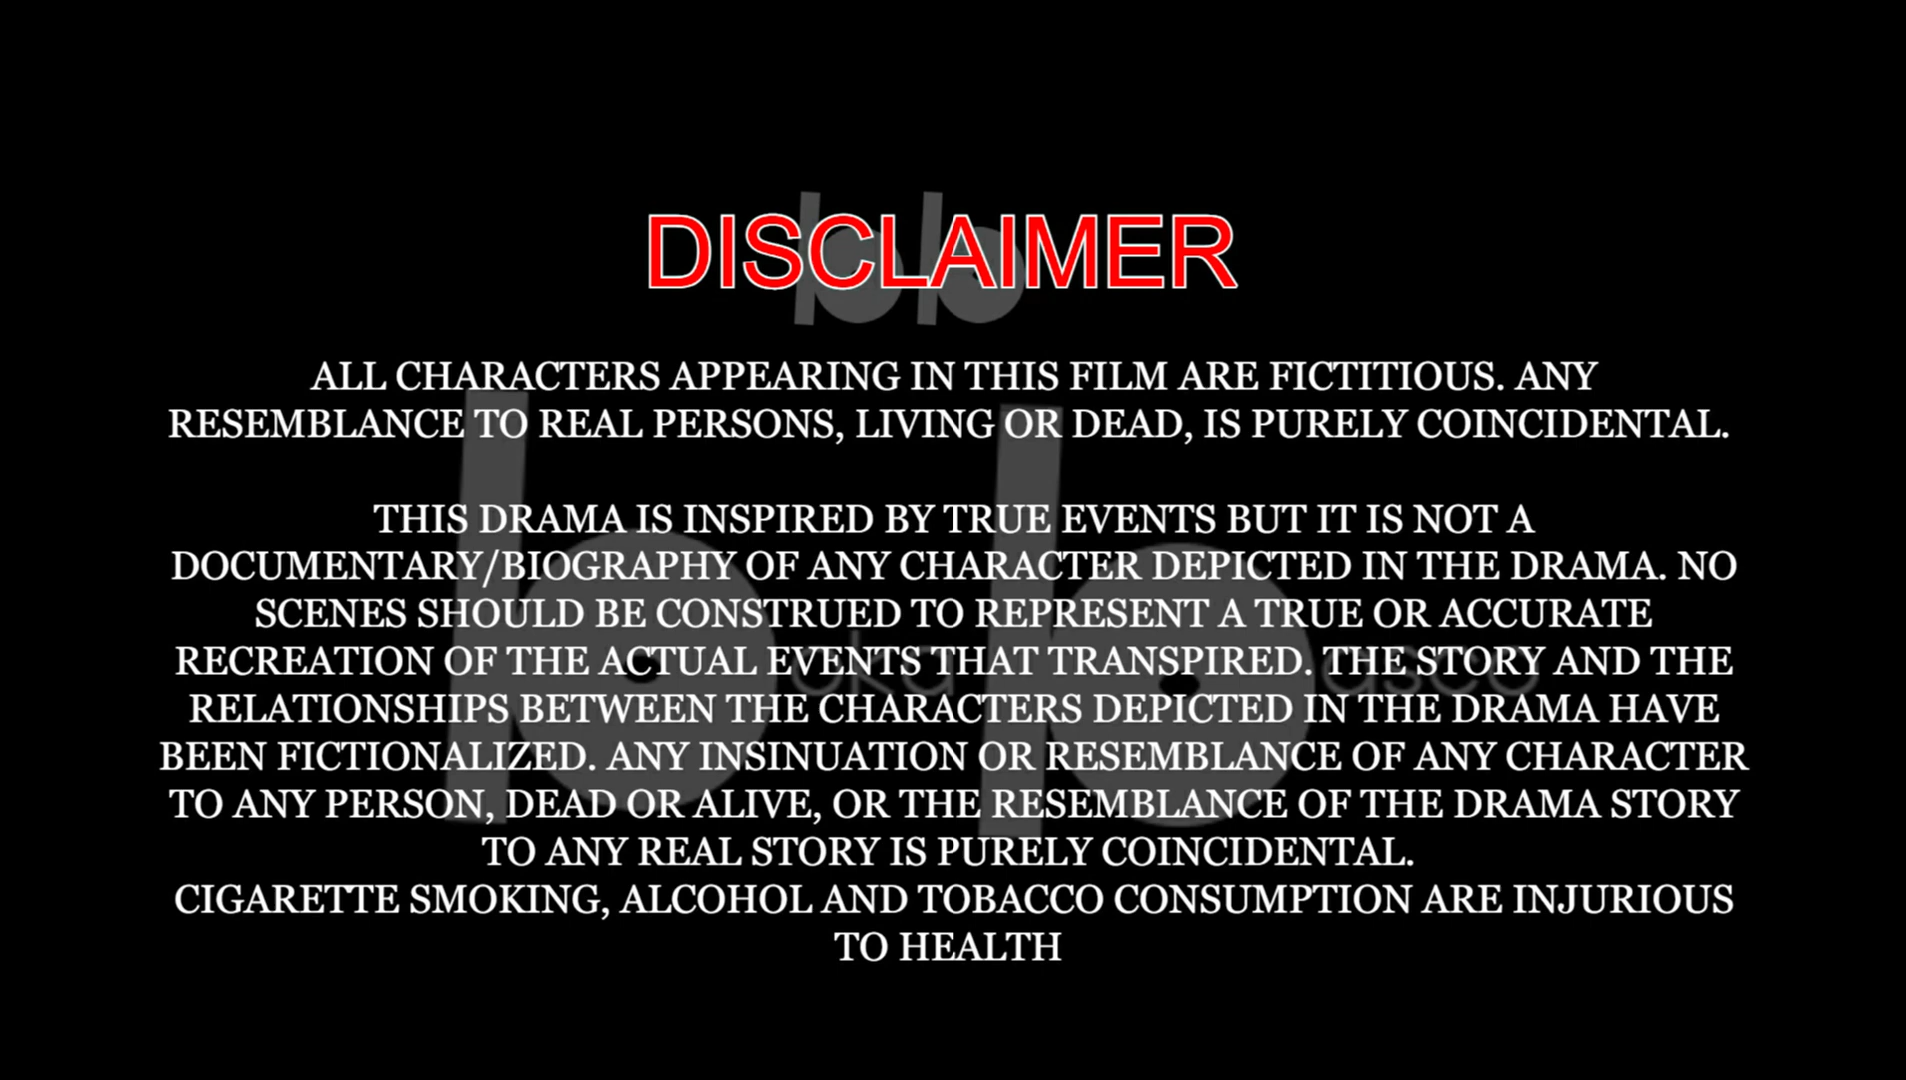 DISCLAIMER
ALL CHARACTERS APPEARING IN THIS FILM ARE FICTITIOUS. ANY
RESEMBLANCE TO REAL PERSONS, LIVING OR DEAD, IS PURELY COINCIDENTAL.
THIS DRAMA IS INSPIRED BY TRUE EVENTS BUT IT IS NOT A
DOCUMENTARY/BIOGRAPHY OF ANY CHARACTER DEPICTED IN THE DRAMA. NO
SCENES SHOULD BE CONSTRUED TO REPRESENT A TRUE OR ACCURATE
RECREATION OF THE ACTUAL EVENTS THAT TRANSPIRED. THE STORY AND THE
RELATIONSHIPS BETWEEN THE CHARACTERS DEPICTED IN THE DRAMA HAVE
BEEN FICTIONALIZED. ANY INSINUATION OR RESEMBLANCE OF ANY CHARACTER
TO ANY PERSON, DEAD OR ALIVE, OR THE RESEMBLANCE OF THE DRAMA STORY
TO ANY REAL STORY IS PURELY COINCIDENTAL.
CIGARETTE SMOKING, ALCOHOL AND TOBACCO CONSUMPTION ARE INJURIOUS
TO HEALTH